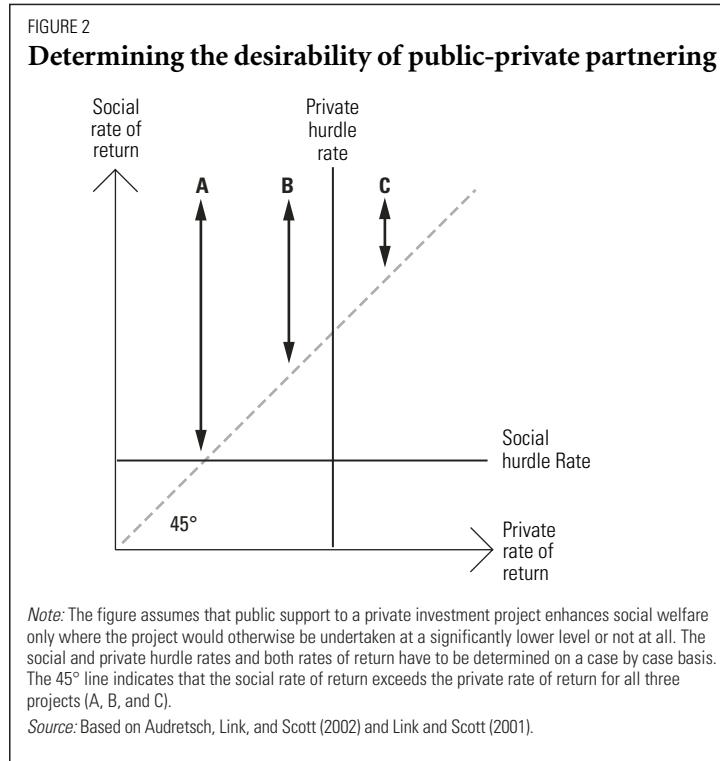 FIGURE 2
Determining the desirability of public-private partnering
Social
rate of
return
Private
hurdle
rate
A
B
C
Social
hurdle Rate
45°
Private
rate of
return
Note: The figure assumes that public support to a private investment project enhances social welfare
only where the project would otherwise be undertaken at a significantly lower level or not at all. The
social and private hurdle rates and both rates of return have to be determined on a case by case basis.
The 45° line indicates that the social rate of return exceeds the private rate of return for all three
projects (A, B, and C).
Source: Based on Audretsch, Link, and Scott (2002) and Link and Scott (2001).